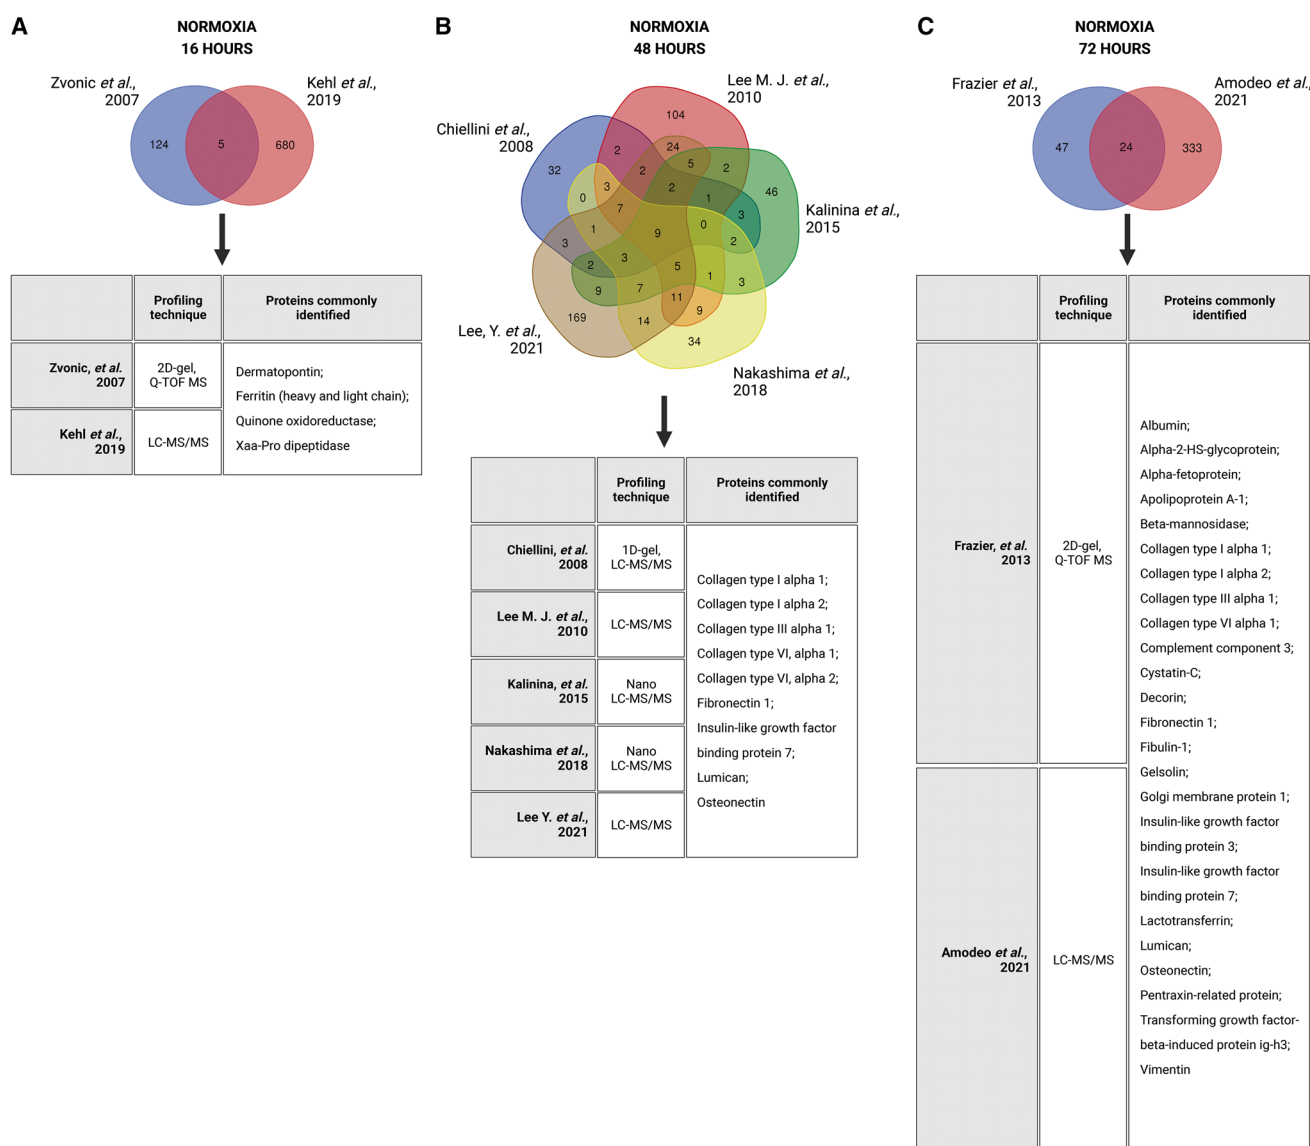 A
NORMOXIA
16 HOURS
Zvonic et al.,
2007
Kehl et al.,
2019
124
5
680
Profiling
technique
Proteins commonly
identified
Zvonic, et al.
2007
2D-gel,
Q-TOF MS
Kehl et al.,
2019
LC-MS/MS
Dermatopontin;
Ferritin (heavy and light chain);
Quinone oxidoreductase;
Xaa-Pro dipeptidase
B
NORMOXIA
48 HOURS
Lee M. J. et al.,
2010
Chiellini et al.,
2008
Kalinina et al.,
2015
Lee, Y. et al.,
2021
Nakashima et al.,
2018
104
2
24
5
2
32
2
2
46
3
0
1
3
7
0
2
1
9
3
3
2
5
1
3
9
7
11
9
169
14
34
Profiling
technique
Proteins commonly
identified
Chiellini, et al.
2008
1D-gel,
LC-MS/MS
Lee M. J. et al.,
2010
LC-MS/MS
Kalinina, et al.
2015
Nano
LC-MS/MS
Nakashima et al.,
2018
Nano
LC-MS/MS
Lee Y. et al.,
2021
LC-MS/MS
Collagen type I alpha 1;
Collagen type I alpha 2;
Collagen type III alpha 1;
Collagen type VI, alpha 1;
Collagen type VI, alpha 2;
Fibronectin 1;
Insulin-like growth factor
binding protein 7;
Lumican;
Osteonectin
C
NORMOXIA
72 HOURS
Frazier et al.,
2013
Amodeo et al.,
2021
47
24
333
Profiling
technique
Proteins commonly
identified
Frazier, et al.
2013
2D-gel,
Q-TOF MS
Amodeo et al.,
2021
LC-MS/MS
Albumin;
Alpha-2-HS-glycoprotein;
Alpha-fetoprotein;
Apolipoprotein A-1;
Beta-mannosidase;
Collagen type I alpha 1;
Collagen type I alpha 2;
Collagen type III alpha 1;
Collagen type VI alpha 1;
Complement component 3;
Cystatin-C;
Decorin;
Fibronectin 1;
Fibulin-1;
Gelsolin;
Golgi membrane protein 1;
Insulin-like growth factor
binding protein 3;
Insulin-like growth factor
binding protein 7;
Lactotransferrin;
Lumican;
Osteonectin;
Pentraxin-related protein;
Transforming growth factor-
beta-induced protein ig-h3;
Vimentin